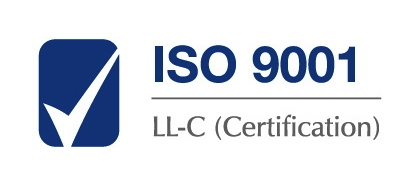 ISO 9001
LL-C (Certification)